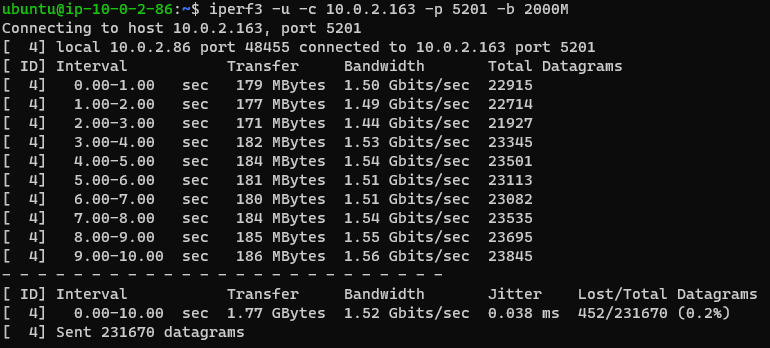 ubuntu@ip-10-0-2-86:~$ iperf3 -u -c 10.0.2.163 -p 5201 -b 2000M
Connecting to host 10.0.2.163, port 5201
[  4] local 10.0.2.86 port 48455 connected to 10.0.2.163 port 5201
[ ID] Interval           Transfer     Bandwidth       Total Datagrams
[  4]   0.00-1.00   sec   179 MBytes  1.50 Gbits/sec  22915
[  4]   1.00-2.00   sec   177 MBytes  1.49 Gbits/sec  22714
[  4]   2.00-3.00   sec   171 MBytes  1.44 Gbits/sec  21927
[  4]   3.00-4.00   sec   182 MBytes  1.53 Gbits/sec  23345
[  4]   4.00-5.00   sec   184 MBytes  1.54 Gbits/sec  23501
[  4]   5.00-6.00   sec   181 MBytes  1.51 Gbits/sec  23113
[  4]   6.00-7.00   sec   180 MBytes  1.51 Gbits/sec  23082
[  4]   7.00-8.00   sec   184 MBytes  1.54 Gbits/sec  23535
[  4]   8.00-9.00   sec   185 MBytes  1.55 Gbits/sec  23695
[  4]   9.00-10.00  sec   186 MBytes  1.56 Gbits/sec  23845
- - - - - - - - - - - - - - - - - - - - - - - - -
[ ID] Interval           Transfer     Bandwidth       Jitter    Lost/Total Datagrams
[  4]   0.00-10.00  sec  1.77 GBytes  1.52 Gbits/sec  0.038 ms  452/231670 (0.2%)
[  4] Sent 231670 datagrams